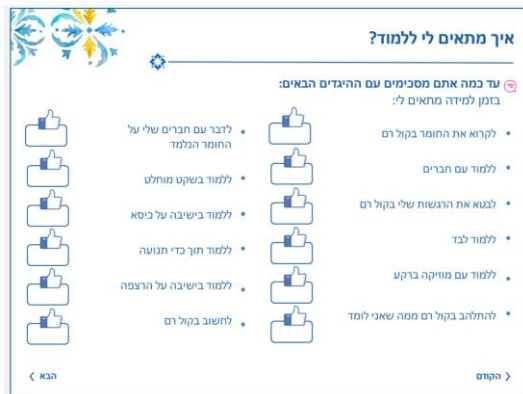 איך מתאים לי ללמוד?
עד כמה אתם מסכימים עם ההיגדים הבאים:
בזמן למידה מתאים לי:
• לקרוא את החומר בקול רם
• ללמוד עם חברים
• לבטא את הרגשות שלי בקול רם
• ללמוד לבד
• ללמוד עם מוזיקה ברקע
• להתלהב בקול רם ממה שאני לומד
• לדבר עם חברים שלי על
החומר הנלמד
• ללמוד בשקט מוחלט
• ללמוד בישיבה על כיסא
• ללמוד תוך כדי תנועה
• ללמוד בישיבה על הרצפה
• לחשוב בקול רם
הקודם
הבא